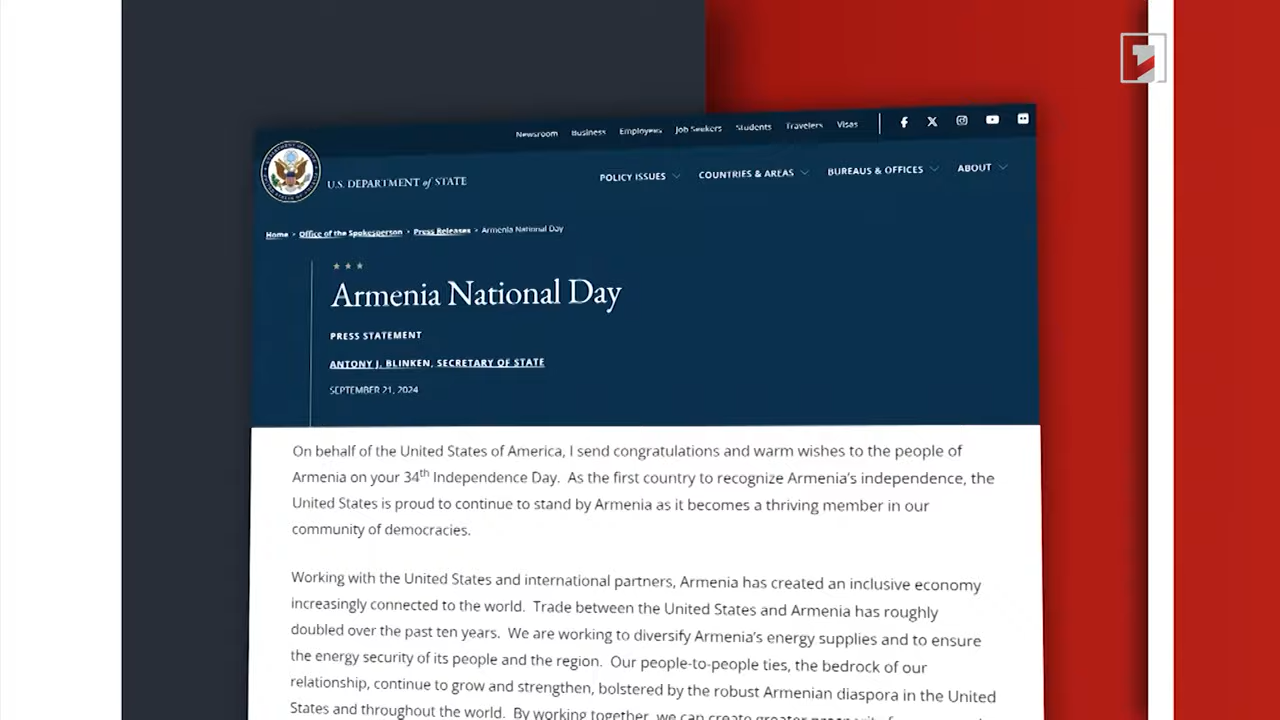 Newsroom Business Employees Job Seekers Students Travelers Visas
U.S. DEPARTMENT of STATE
POLICY ISSUES COUNTRIES & AREAS BUREAUS & OFFICES ABOUT
Home > Office of the Spokesperson > Press Releases > Armenia National Day
Armenia National Day
PRESS STATEMENT
ANTONY J. BLINKEN, SECRETARY OF STATE
SEPTEMBER 21, 2024
On behalf of the United States of America, I send congratulations and warm wishes to the people of
Armenia on your 34th Independence Day. As the first country to recognize Armenia's independence, the
United States is proud to continue to stand by Armenia as it becomes a thriving member in our
community of democracies.
Working with the United States and international partners, Armenia has created an inclusive economy
increasingly connected to the world. Trade between the United States and Armenia has roughly
doubled over the past ten years. We are working to diversify Armenia's energy supplies and to ensure
the energy security of its people and the region. Our people-to-people ties, the bedrock of our
relationship, continue to grow and strengthen, bolstered by the robust Armenian diaspora in the United
States and throughout the world. By working together, we can create greater prosperity